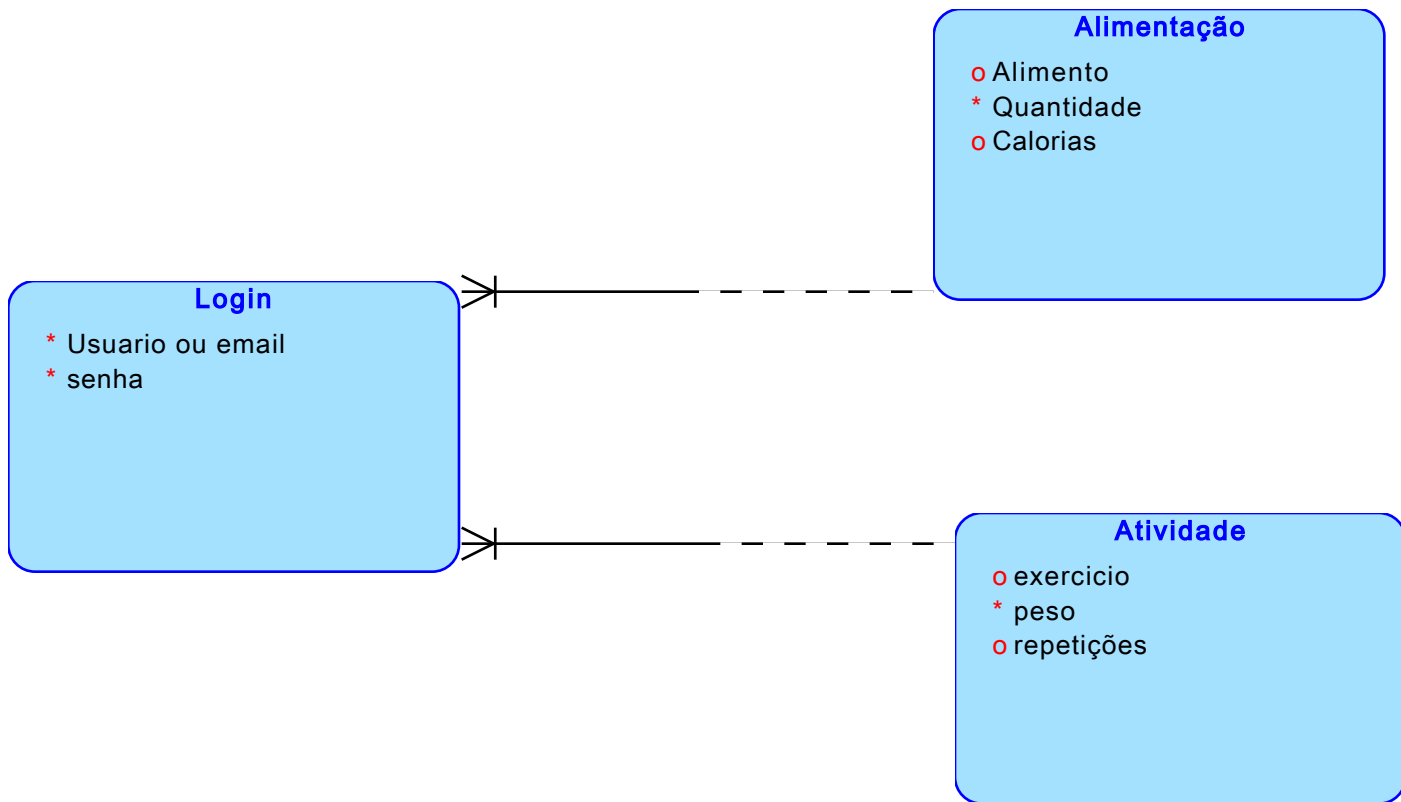 Alimentação
o Alimento
* Quantidade
o Calorias
Login
* Usuario ou email
* senha
Atividade
o exercicio
* peso
o repetições